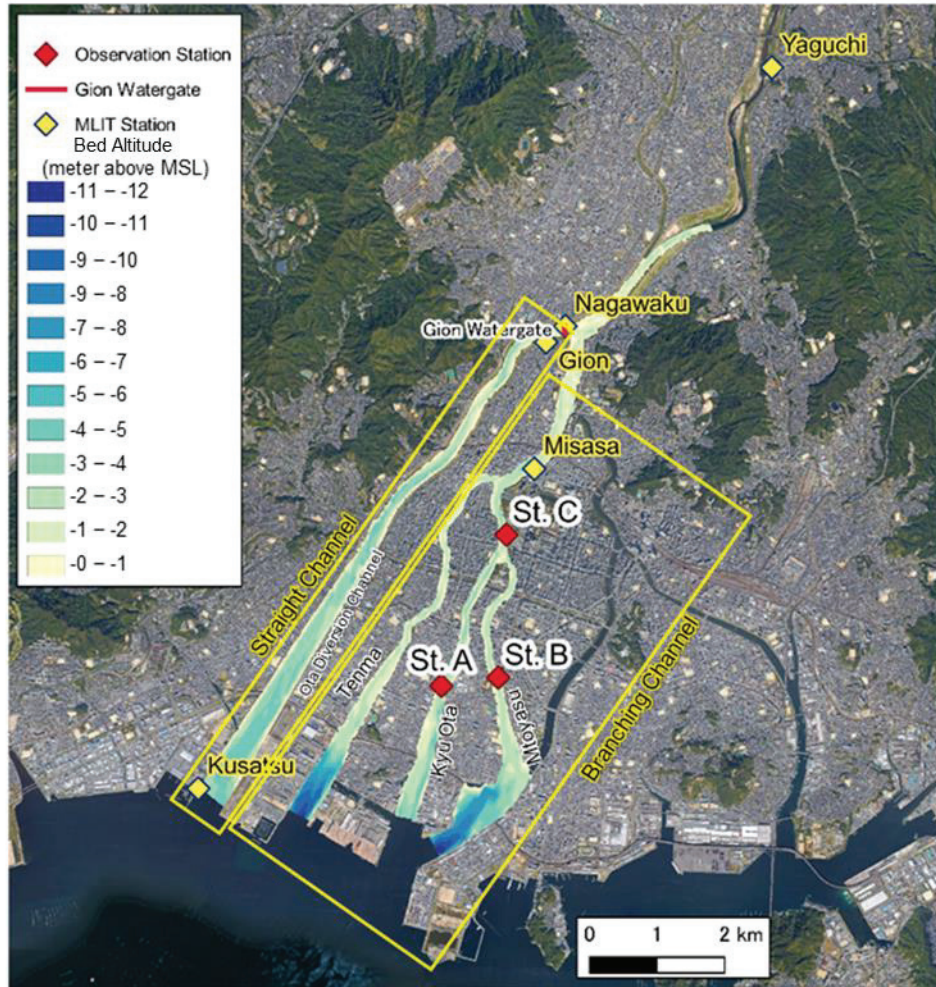 Observation Station
Gion Watergate
MLIT Station
Bed Altitude
(meter above MSL)
-11 – -12
-10 – -11
-9 – -10
-9 – -8
-7 – -8
-6 – -7
-5 – -6
-4 – -5
-3 – -4
-2 – -3
-1 – -2
-0 – -1
Yaguchi
Nagawaku
Gion Watergate
Gion
Misasa
St. C
Straight Channel
Ota Diversion Channel
Tenma
St. A
St. B
Kyu Ota
Mtoyasu
Branching Channel
Kusatsu
0 1 2 km